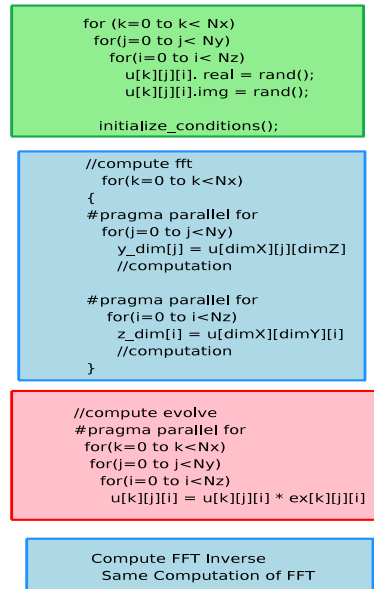 for (k=0 to k< Nx)
for(j=0 to j< Ny)
for(i=0 to i< Nz)
u[k][j][i]. real = rand();
u[k][j][i].img = rand();
initialize_conditions();
//compute fft
for(k=0 to k<Nx)
{
#pragma parallel for
for(j=0 to j<Ny)
y_dim[j] = u[dimX][j][dimZ]
//computation
#pragma parallel for
for(i=0 to i<Nz)
z_dim[i] = u[dimX][dimY][i]
//computation
}
//compute evolve
#pragma parallel for
for(k=0 to k<Nx)
for(j=0 to j<Ny)
for(i=0 to i<Nz)
u[k][j][i] = u[k][j][i] * ex[k][j][i]
Compute FFT Inverse
Same Computation of FFT